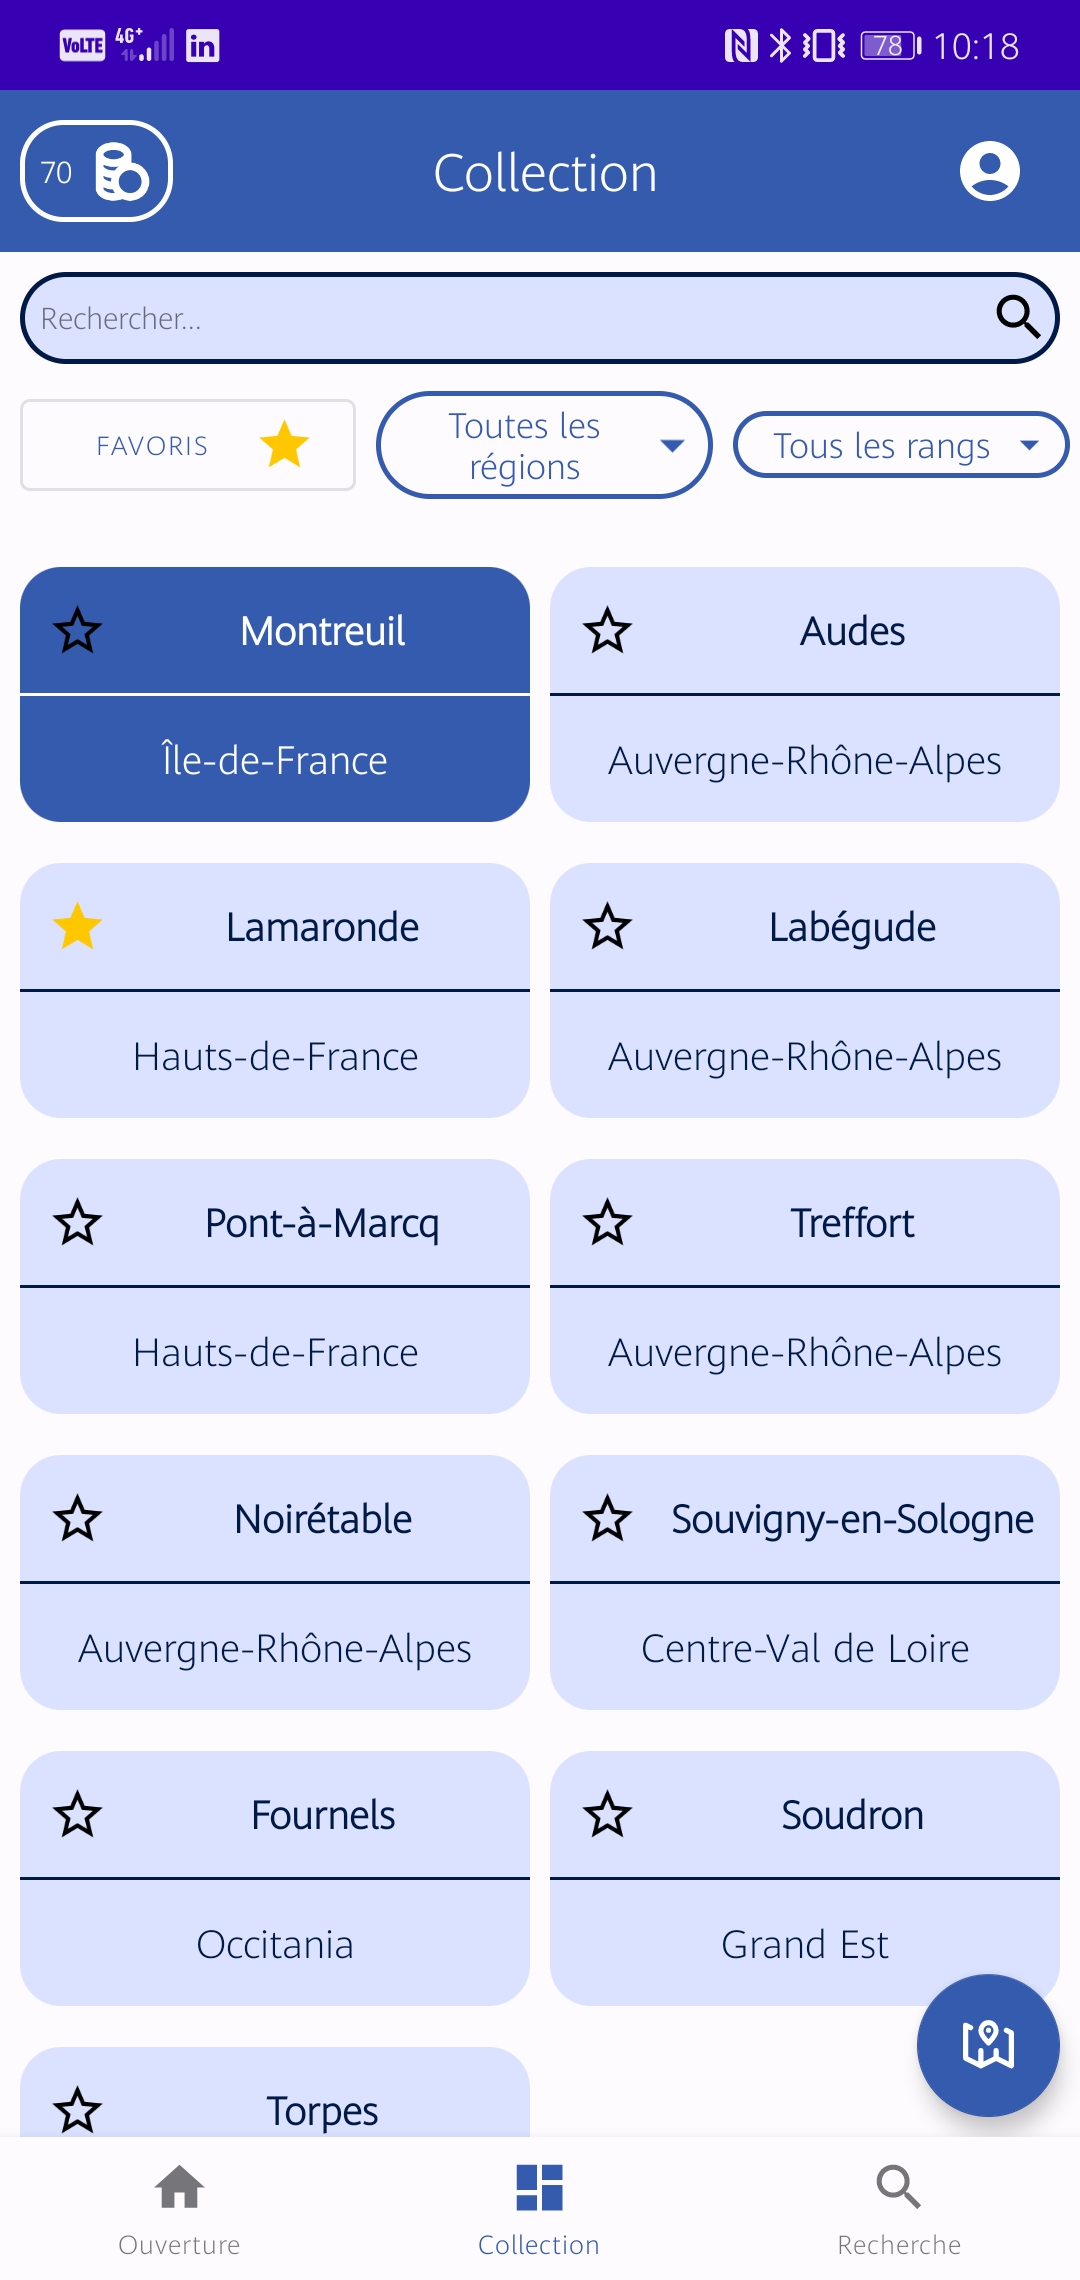 VoLTE 4G+ in 78 10:18
70 Collection
Rechercher...
FAVORIS
Toutes les
régions
Tous les rangs
Montreuil
Île-de-France
Audes
Auvergne-Rhône-Alpes
Lamaronde
Hauts-de-France
Labégude
Auvergne-Rhône-Alpes
Pont-à-Marcq
Hauts-de-France
Treffort
Auvergne-Rhône-Alpes
Noirétable
Auvergne-Rhône-Alpes
Souvigny-en-Sologne
Centre-Val de Loire
Fournels
Occitania
Soudron
Grand Est
Torpes
Ouverture
Collection
Recherche